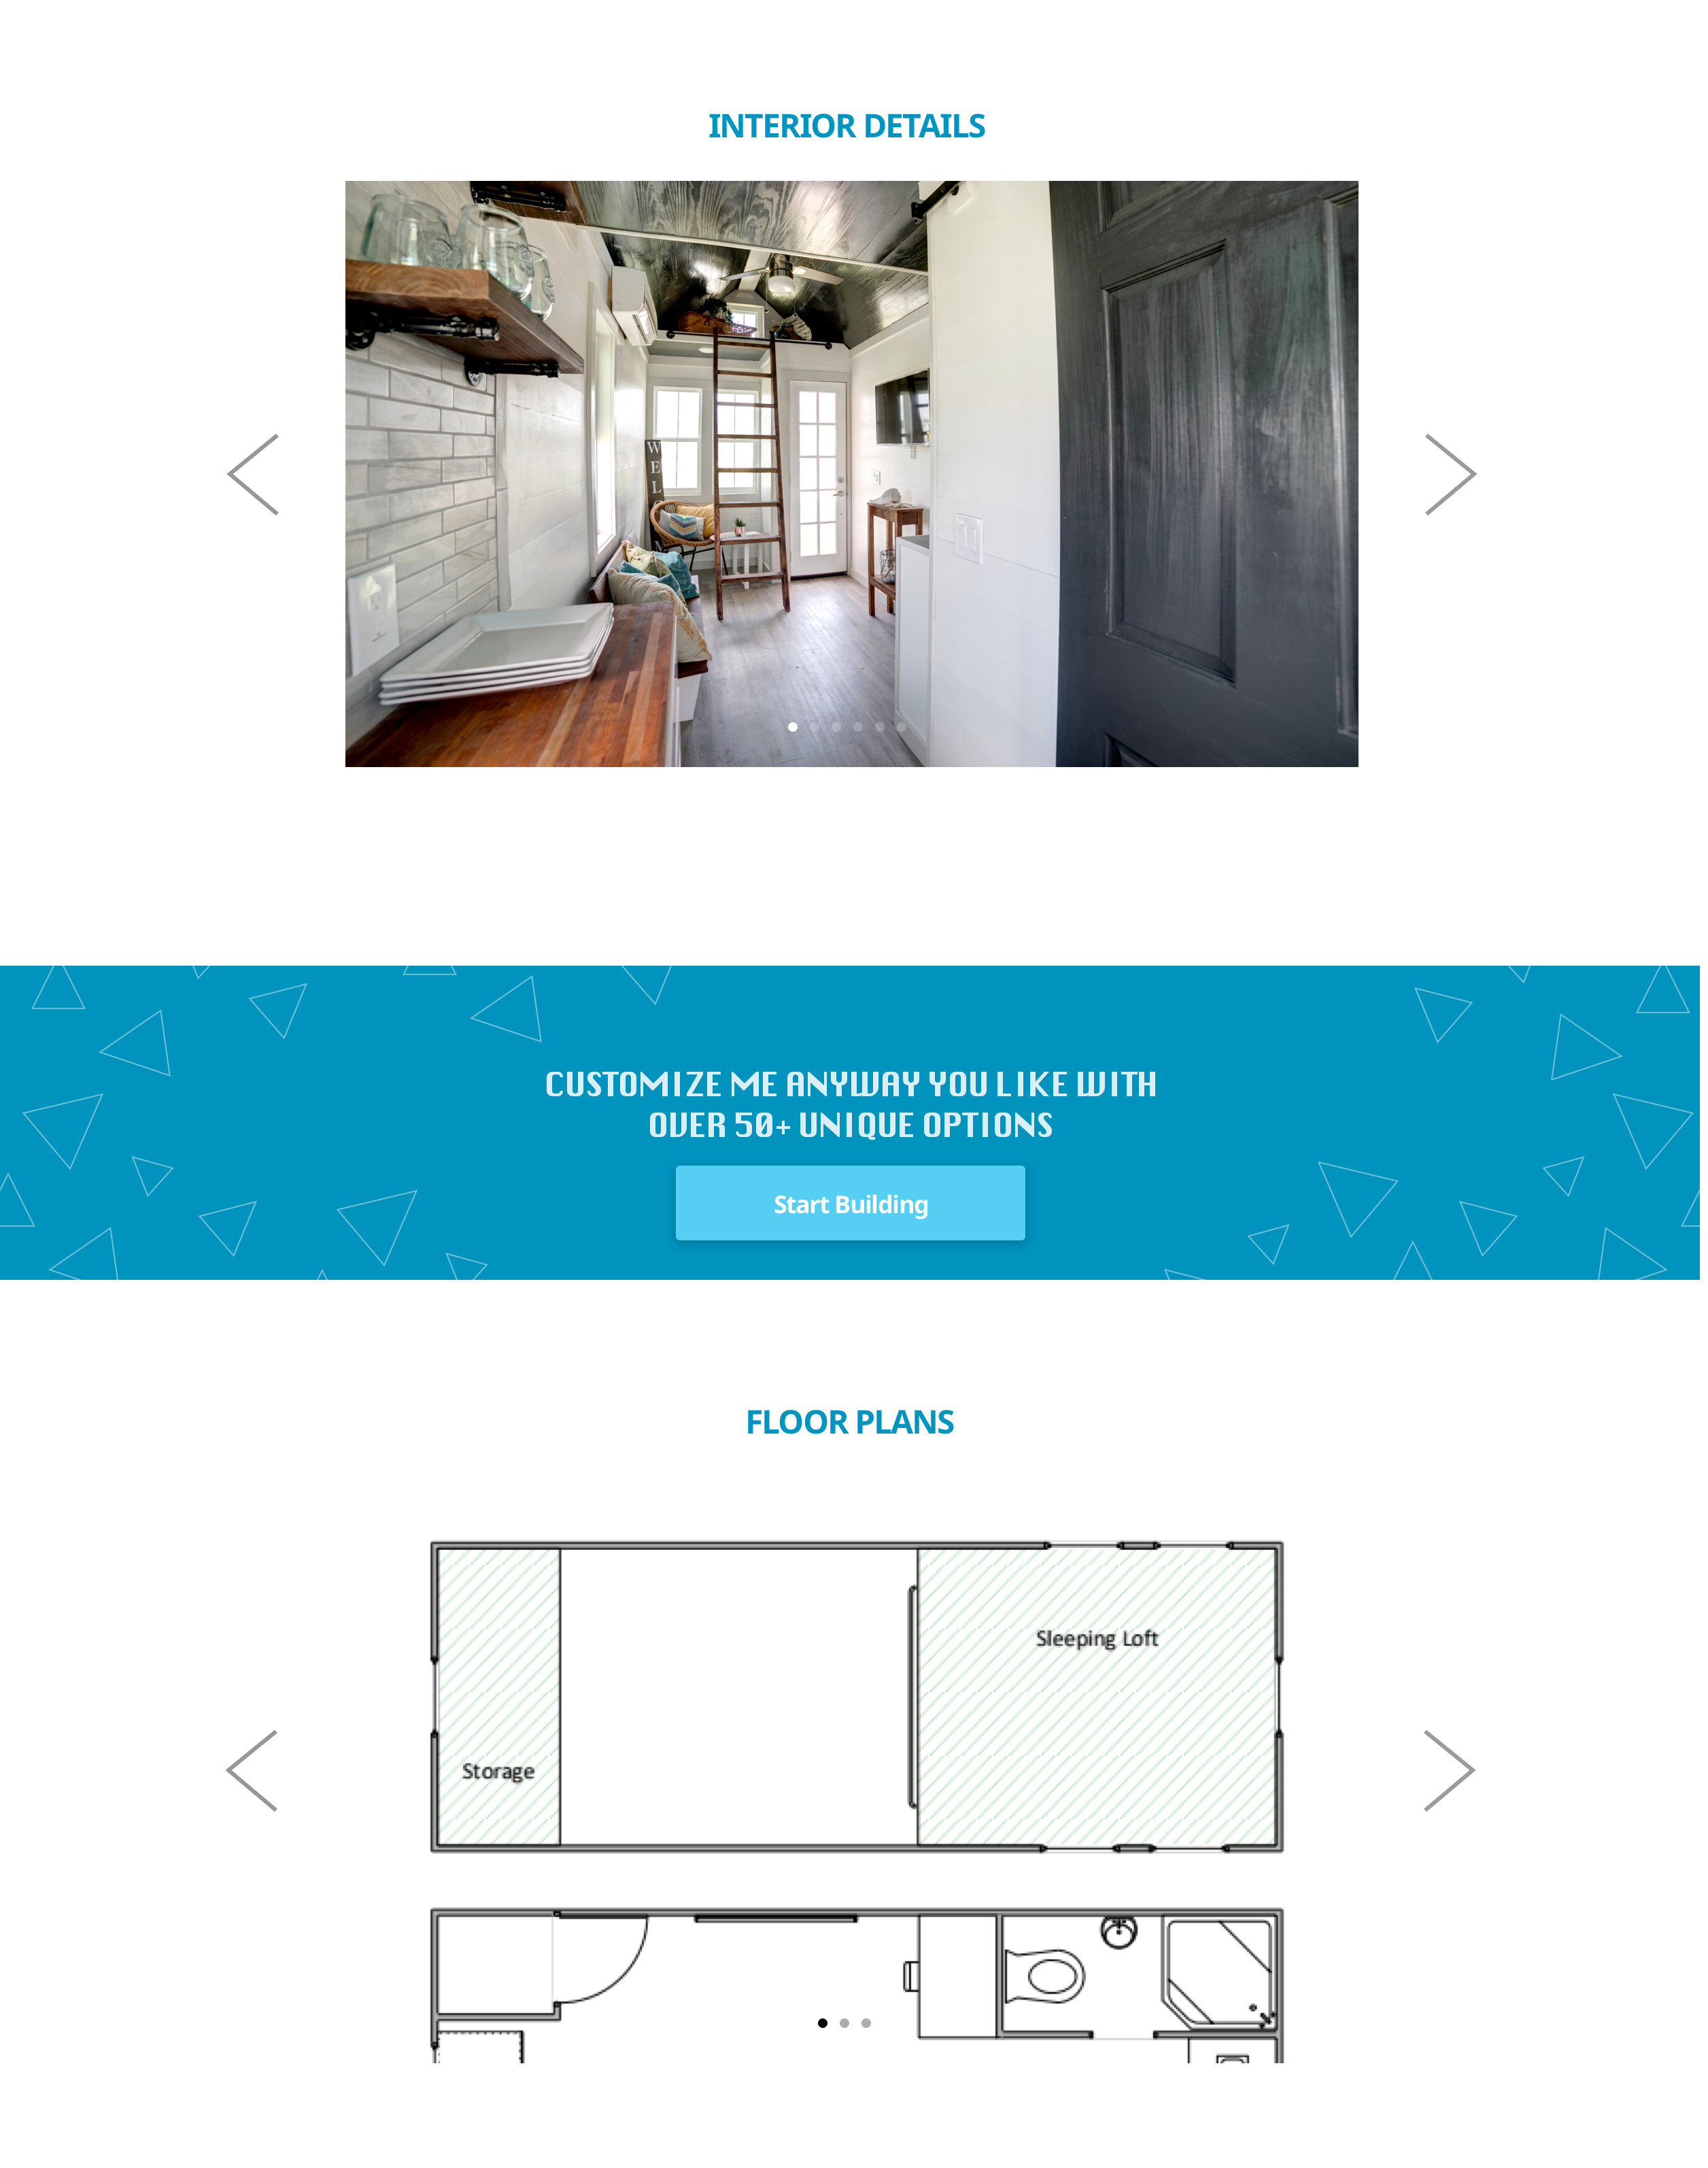 INTERIOR DETAILS
WEL
CUSTOMIZE ME ANYWAY YOU LIKE WITH
OVER 50+ UNIQUE OPTIONS
Start Building
FLOOR PLANS
Sleeping Loft
Storage